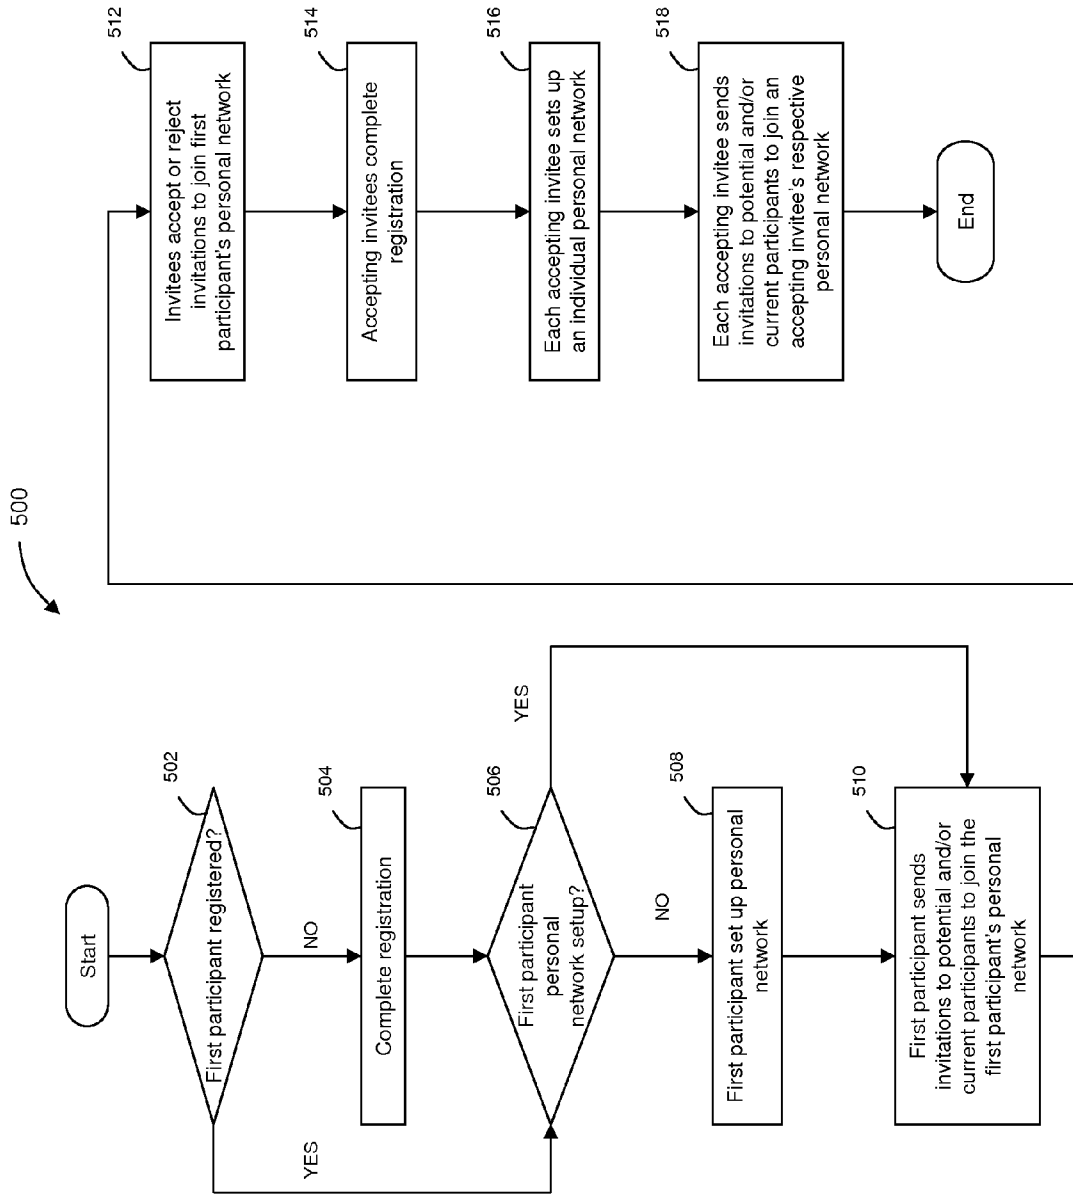 500
Start
502
First participant registered?
YES
NO
504
Complete registration
506
First participant
personal
network setup?
YES
NO
508
First participant set up personal
network
510
First participant sends
invitations to potential and/or
current participants to join the
first participant's personal
network
512
Invitees accept or reject
invitations to join first
participant's personal network
514
Accepting invitees complete
registration
516
Each accepting invitee sets up
an individual personal network
518
Each accepting invitee sends
invitations to potential and/or
current participants to join an
accepting invitee's respective
personal network
End